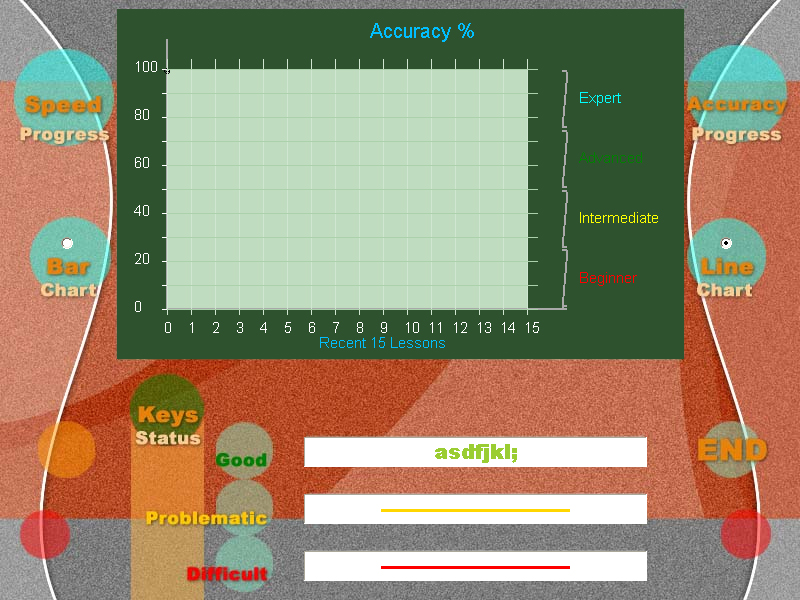 Accuracy %
100
80
60
40
20
0
0 1 2 3 4 5 6 7 8 9 10 11 12 13 14 15
Recent 15 Lessons
Expert
Advanced
Intermediate
Beginner
Speed
Progress
Accuracy
Progress
Bar
Chart
Line
Chart
Keys
Status
Good
asdfjkl;
END
Problematic
Difficult